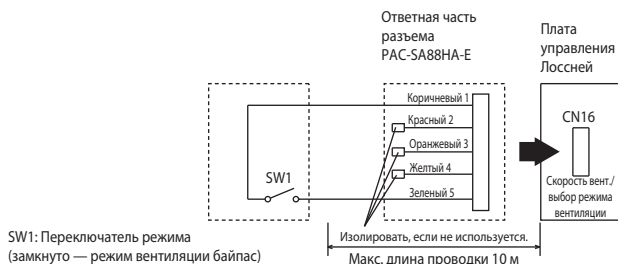 Ответная часть
разъема
PAC-SA88HA-E
Плата
управления
Лоссней
Коричневый 1
Красный 2
Оранжевый 3
Желтый 4
Зеленый 5
SW1
CN16
Скорость вент./
выбор режима
вентиляции
SW1: Переключатель режима
(замкнуто — режим вентиляции байпас)
Изолировать, если не используется.
Макс. длина проводки 10 м